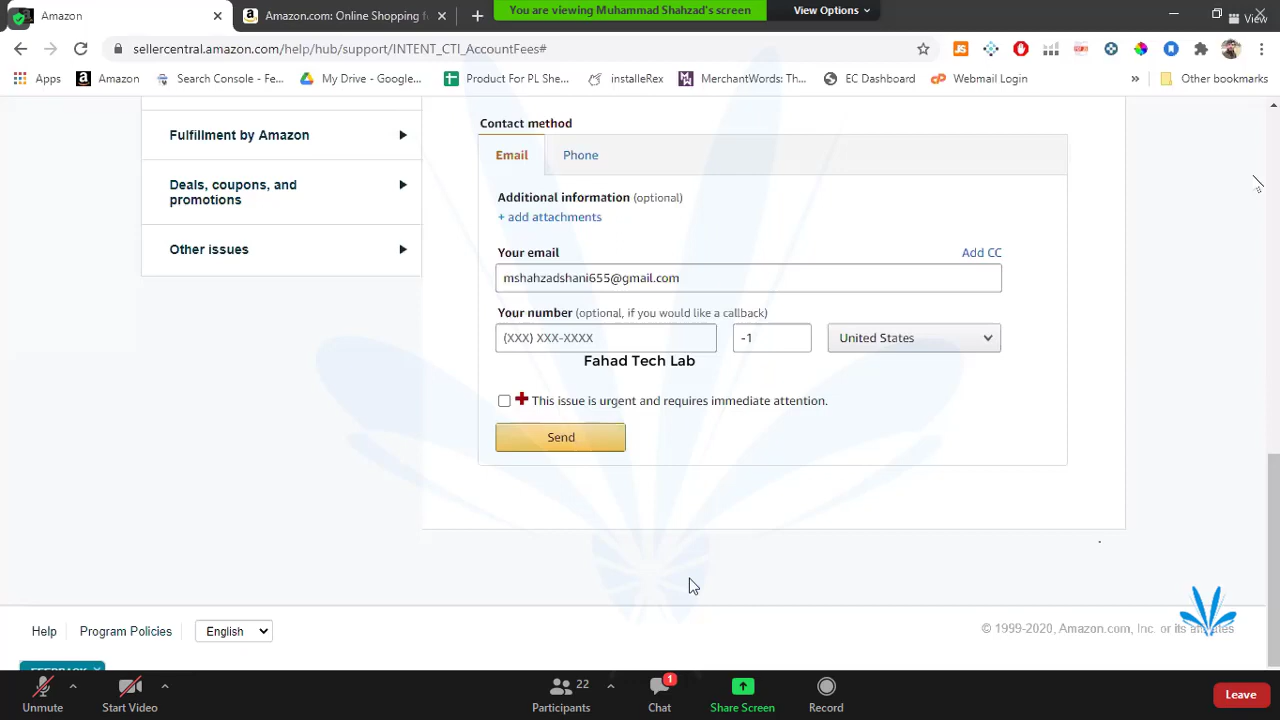 Amazon
Amazon.com: Online Shopping f
You are viewing Muhammad Shahzad's screen
View Options
View
sellercentral.amazon.com/help/hub/support/INTENT_CTI_AccountFees#
Apps
Amazon
Search Console - Fe...
My Drive - Google...
Product For PL She...
installeRex
MerchantWords: Th...
EC Dashboard
Webmail Login
»
Other bookmarks
Contact method
Fulfillment by Amazon
Email
Phone
Deals, coupons, and
promotions
Additional information (optional)
+ add attachments
Other issues
Your email
Add CC
mshahzadshani655@gmail.com
Your number (optional, if you would like a callback)
(XXX) XXX-XXXX
-1
United States
Fahad Tech Lab
This issue is urgent and requires immediate attention.
Send
Help
Program Policies
English
© 1999-2020, Amazon.com, Inc. or its affiliates
FEEDBACK
Unmute
Start Video
22
Participants
1
Chat
Share Screen
Record
Leave